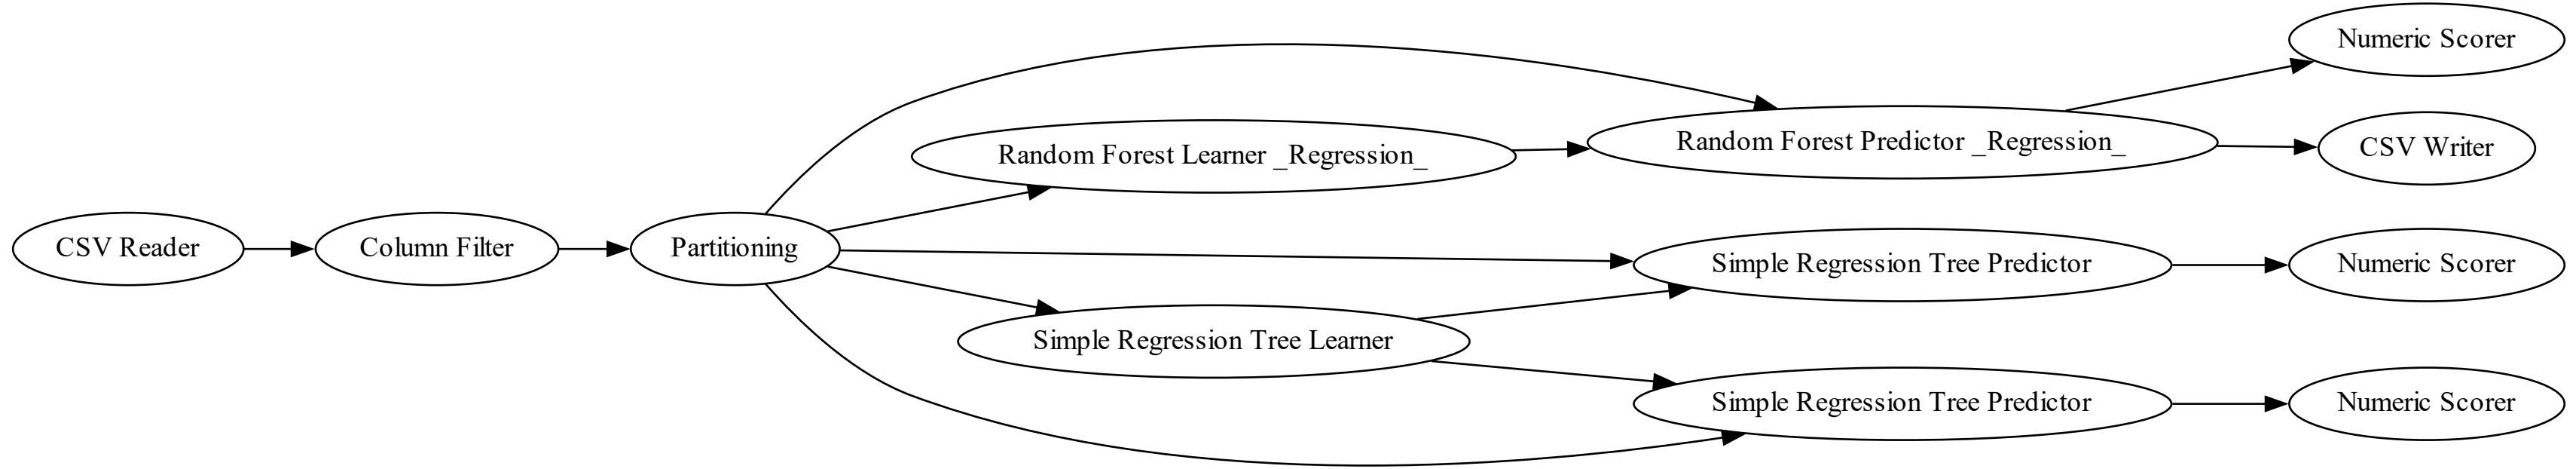 CSV Reader
Column Filter
Partitioning
Random Forest Learner _Regression_
Simple Regression Tree Learner
Random Forest Predictor _Regression_
Simple Regression Tree Predictor
Simple Regression Tree Predictor
Numeric Scorer
CSV Writer
Numeric Scorer
Numeric Scorer